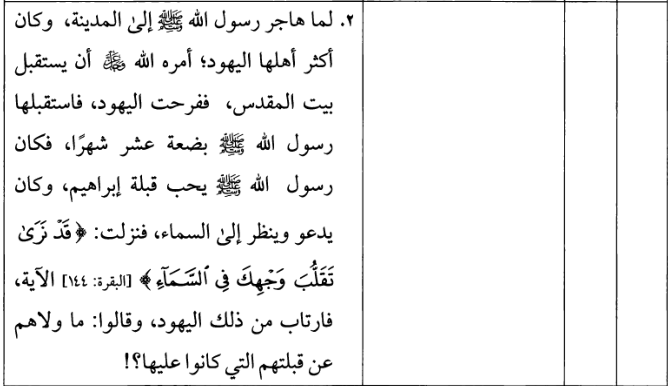 ٢. لما هاجر رسول الله ﷺ إلىٰ المدينة، وكان
أكثر أهلها اليهود؛ أمره الله ﷻ أن يستقبل
بيت المقدس، ففرحت اليهود، فاستقبلها
رسول الله ﷺ بضعة عشر شهرًا، فكان
رسول الله ﷺ يحب قبلة إبراهيم، وكان
يدعو وينظر إلىٰ السماء، فنزلت: ﴿قَدْ نَرَىٰ
تَقَلُّبَ وَجْهِكَ فِي ٱلسَّمَآءِ﴾ [البقرة: ١٤٤] الآية،
فارتاب من ذلك اليهود، وقالوا: ما ولاهم
عن قبلتهم التي كانوا عليها؟!